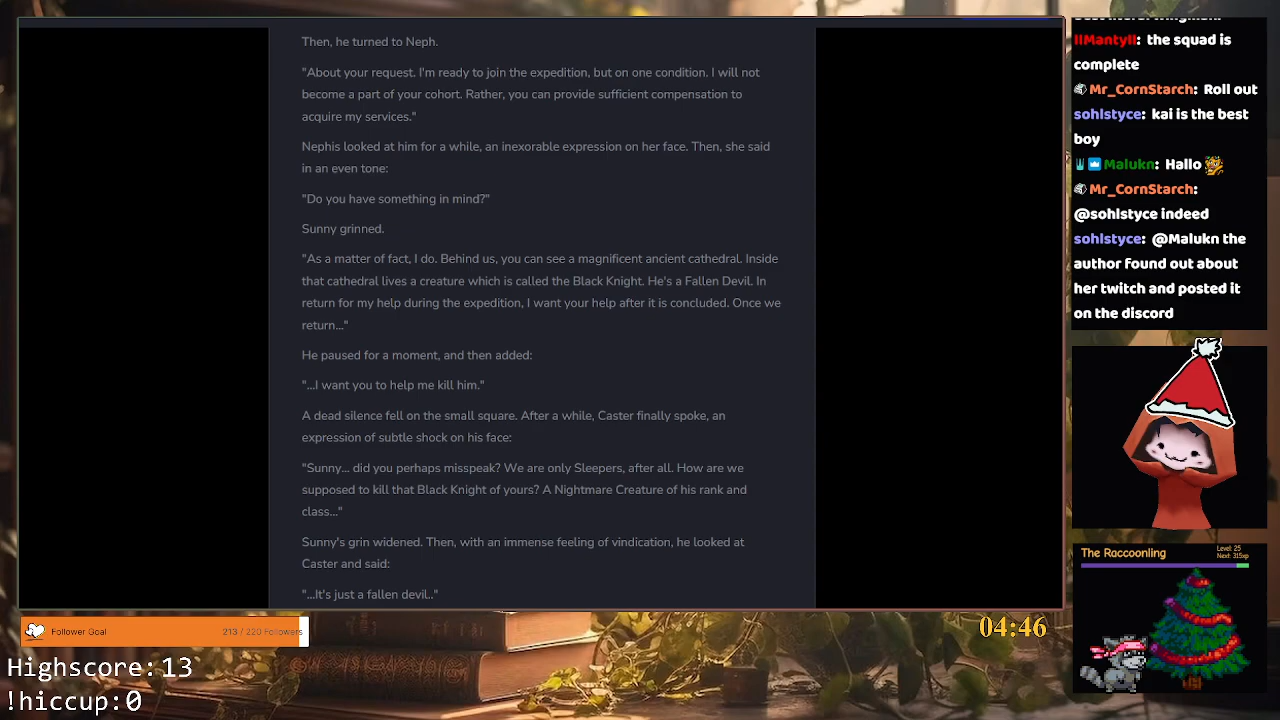 Then, he turned to Neph.
"About your request. I'm ready to join the expedition, but on one condition. I will not
become a part of your cohort. Rather, you can provide sufficient compensation to
acquire my services."
Nephis looked at him for a while, an inexorable expression on her face. Then, she said
in an even tone:
"Do you have something in mind?"
Sunny grinned.
"As a matter of fact, I do. Behind us, you can see a magnificent ancient cathedral. Inside
that cathedral lives a creature which is called the Black Knight. He's a Fallen Devil. In
return for my help during the expedition, I want your help after it is concluded. Once we
return..."
He paused for a moment, and then added:
"...I want you to help me kill him."
A dead silence fell on the small square. After a while, Caster finally spoke, an
expression of subtle shock on his face:
"Sunny... did you perhaps misspeak? We are only Sleepers, after all. How are we
supposed to kill that Black Knight of yours? A Nightmare Creature of his rank and
class..."
Sunny's grin widened. Then, with an immense feeling of vindication, he looked at
Caster and said:
"...It's just a fallen devil.."
IIMantyII: the squad is
complete
Mr_CornStarch: Roll out
sohlstyce: kai is the best
boy
Malukn: Hallo
Mr_CornStarch:
@sohlstyce indeed
sohlstyce: @Malukn the
author found out about
her twitch and posted it
on the discord
The Raccoonling
Level: 25
Next: 315xp
Follower Goal
213 / 220 Followers
04:46
Highscore:13
!hiccup:0